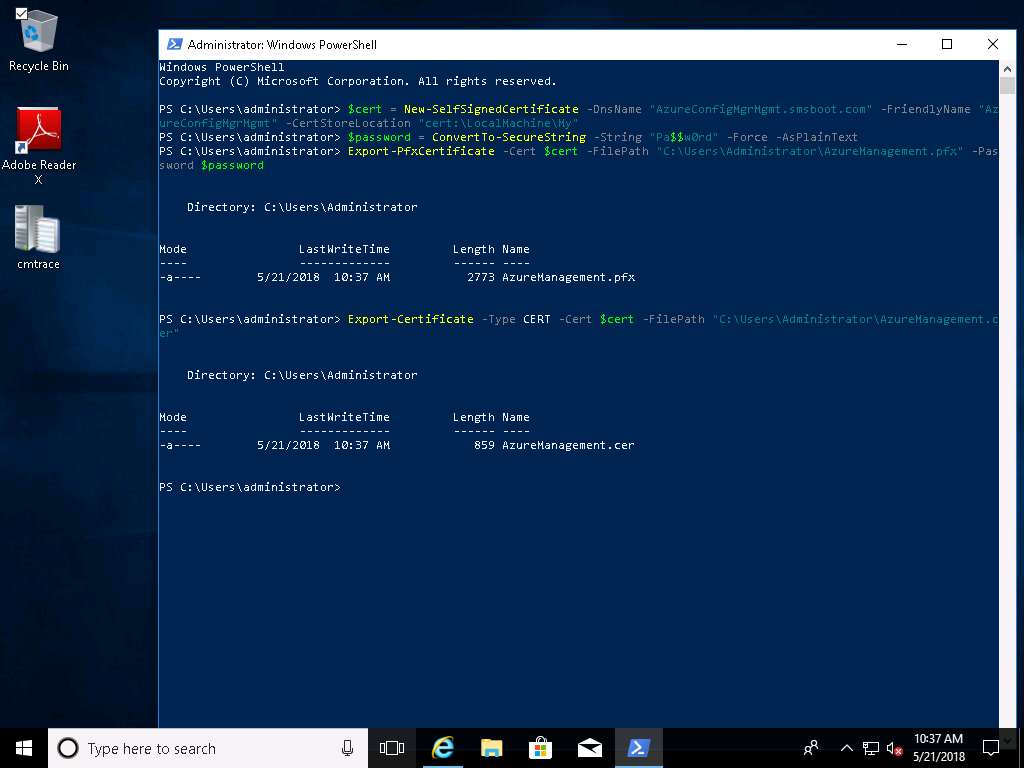 Recycle Bin
Adobe Reader
X
cmtrace
Administrator: Windows PowerShell
Windows PowerShell
Copyright (C) Microsoft Corporation. All rights reserved.
PS C:\Users\administrator> $cert = New-SelfSignedCertificate -DnsName "AzureConfigMgrMgmt.smsboot.com" -FriendlyName "Az
ureConfigMgrMgmt" -CertStoreLocation "cert:\LocalMachine\My"
PS C:\Users\administrator> $password = ConvertTo-SecureString -String "Pa$$w0rd" -Force -AsPlainText
PS C:\Users\administrator> Export-PfxCertificate -Cert $cert -FilePath "C:\Users\Administrator\AzureManagement.pfx" -Pas
sword $password
Directory: C:\Users\Administrator
Mode LastWriteTime Length Name
---- ------------- ------ ----
-a---- 5/21/2018 10:37 AM 2773 AzureManagement.pfx
PS C:\Users\administrator> Export-Certificate -Type CERT -Cert $cert -FilePath "C:\Users\Administrator\AzureManagement.c
er"
Directory: C:\Users\Administrator
Mode LastWriteTime Length Name
---- ------------- ------ ----
-a---- 5/21/2018 10:37 AM 859 AzureManagement.cer
PS C:\Users\administrator>
Type here to search
10:37 AM
5/21/2018